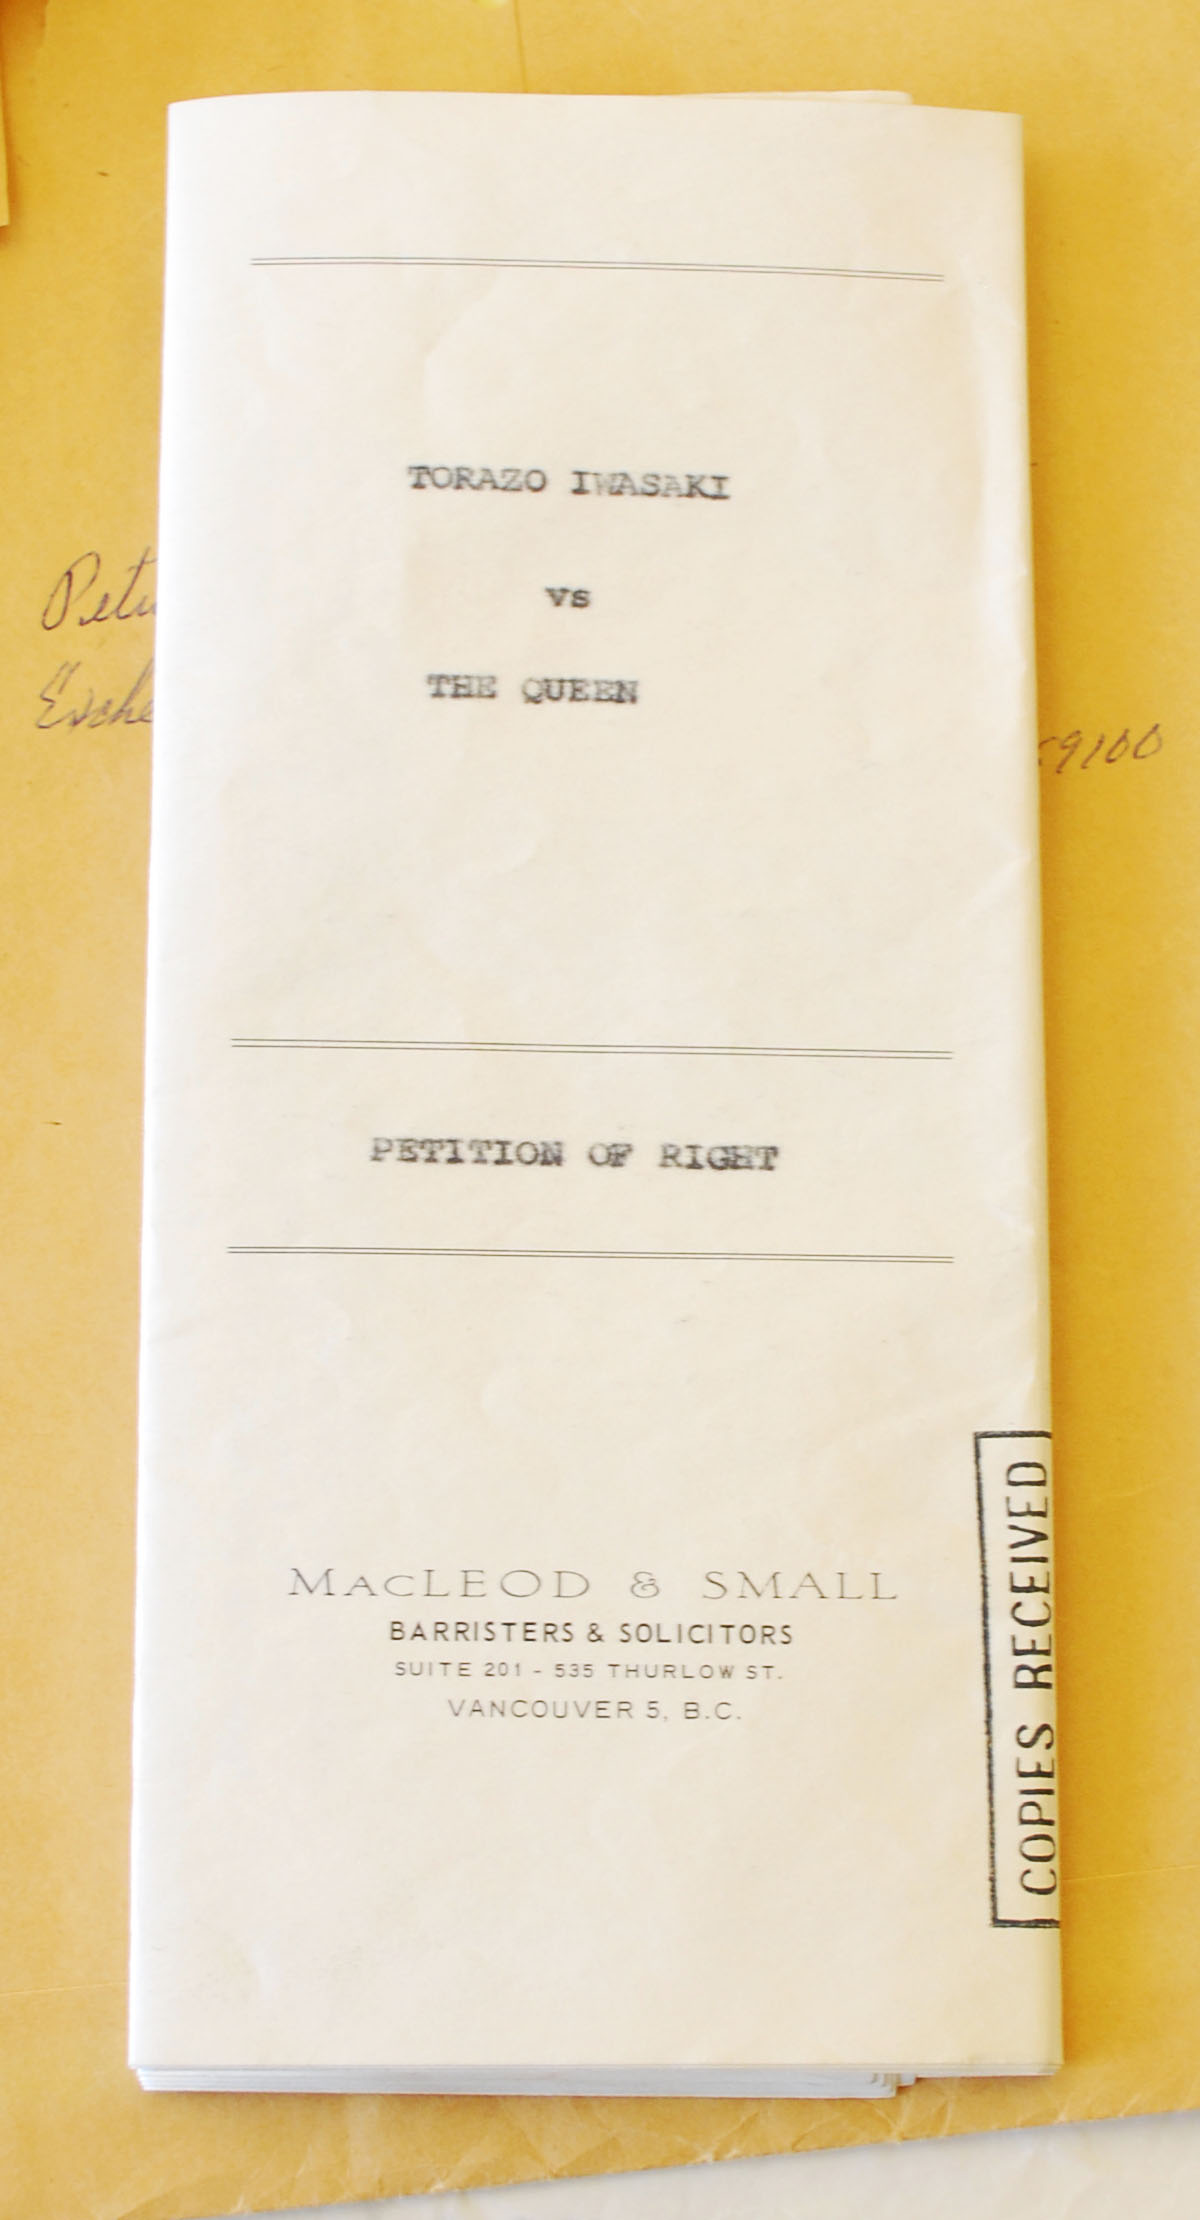 TORAZO IWASAKI
vs
THE QUEEN
PETITION OF RIGHT
MACLEOD & SMALL
BARRISTERS & SOLICITORS
SUITE 201 - 535 THURLOW ST.
VANCOUVER 5, B.C.
COPIES RECEIVED
9100